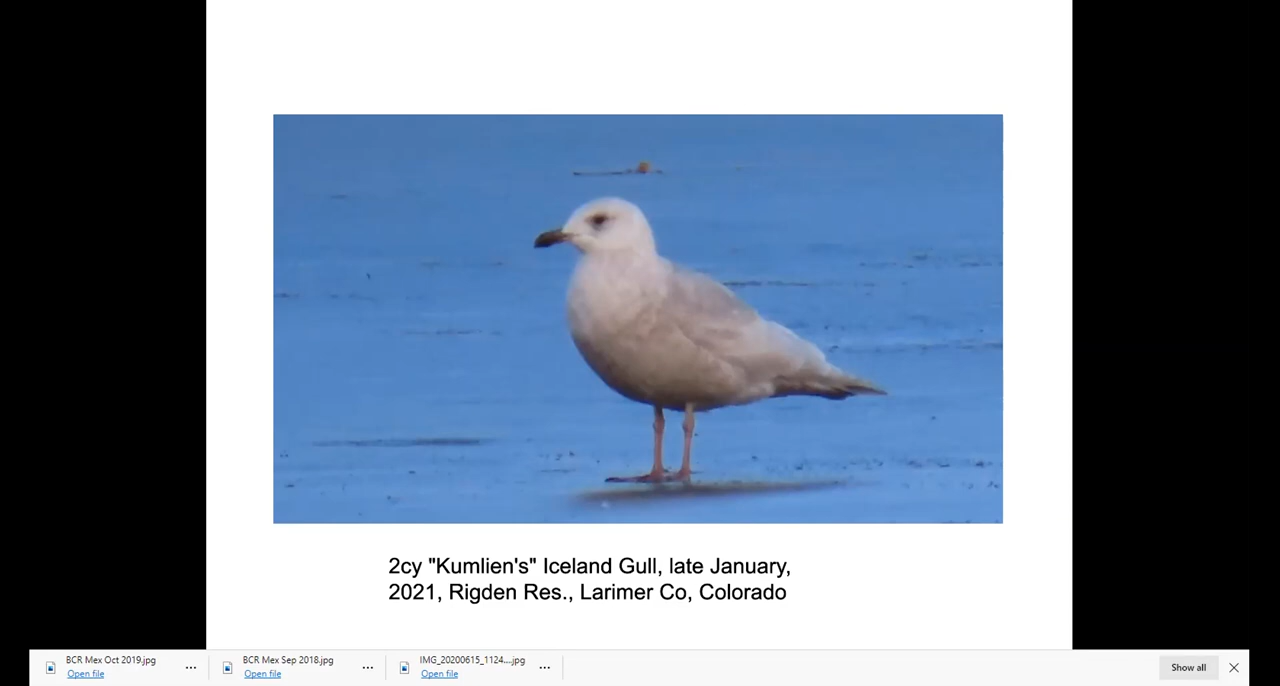 2cy "Kumlien's" Iceland Gull, late January,
2021, Rigden Res., Larimer Co, Colorado
BCR Mex Oct 2019.jpg
Open file
BCR Mex Sep 2018.jpg
Open file
IMG_20200615_1124....jpg
Open file
Show all